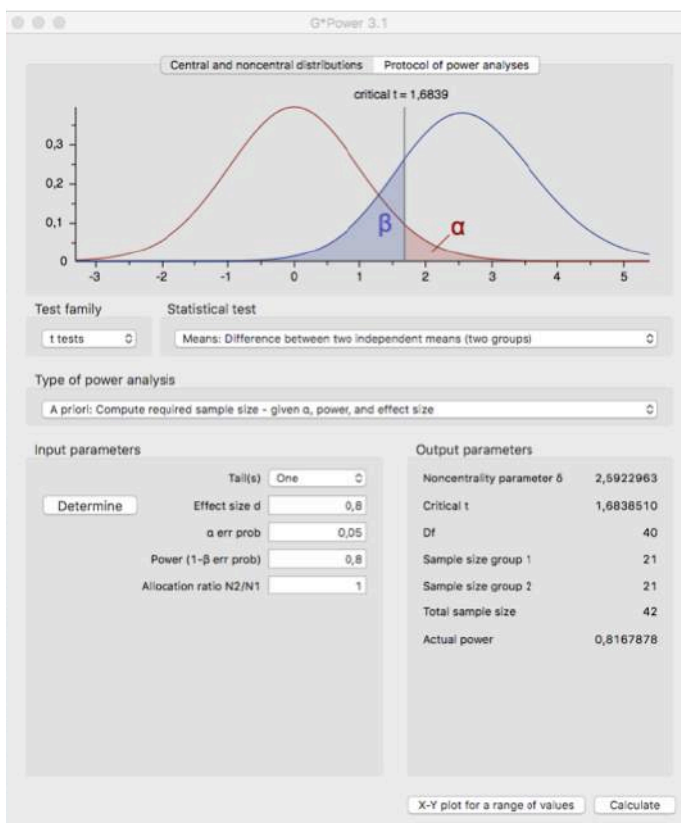 G*Power 3.1
Central and noncentral distributions Protocol of power analyses
critical t = 1,6839
0,3
0,2
0,1
0
β
α
-3 -2 -1 0 1 2 3 4 5
Test family Statistical test
t tests Means: Difference between two independent means (two groups)
Type of power analysis
A priori: Compute required sample size - given α, power, and effect size
Input parameters Output parameters
Tail(s) One Noncentrality parameter δ 2,5922963
Determine Effect size d 0,8 Critical t 1,6838510
α err prob 0,05 Df 40
Power (1-β err prob) 0,8 Sample size group 1 21
Allocation ratio N2/N1 1 Sample size group 2 21
Total sample size 42
Actual power 0,8167878
X-Y plot for a range of values Calculate